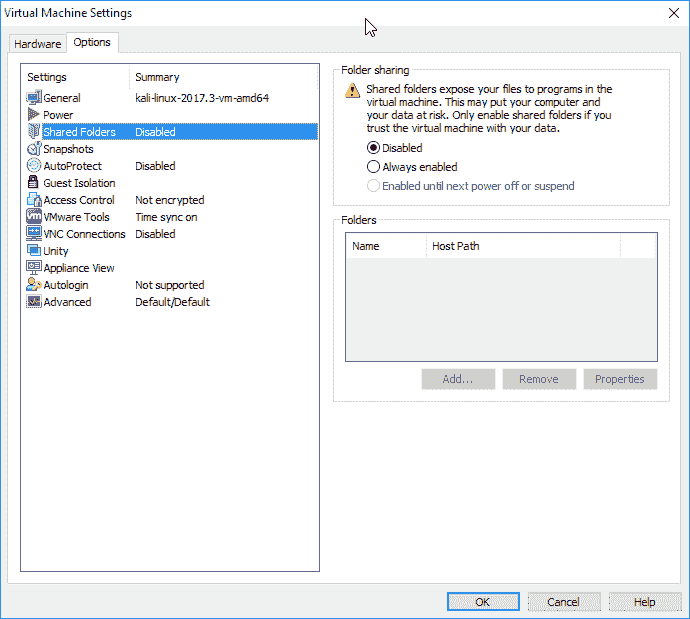 Virtual Machine Settings
Hardware Options
Settings Summary
General kali-linux-2017.3-vm-amd64
Power
Shared Folders Disabled
Snapshots
AutoProtect Disabled
Guest Isolation
Access Control Not encrypted
VMware Tools Time sync on
VNC Connections Disabled
Unity
Appliance View
Autologin Not supported
Advanced Default/Default
Folder sharing
Shared folders expose your files to programs in the
virtual machine. This may put your computer and
your data at risk. Only enable shared folders if you
trust the virtual machine with your data.
Disabled
Always enabled
Enabled until next power off or suspend
Folders
Name Host Path
Add... Remove Properties
OK Cancel Help